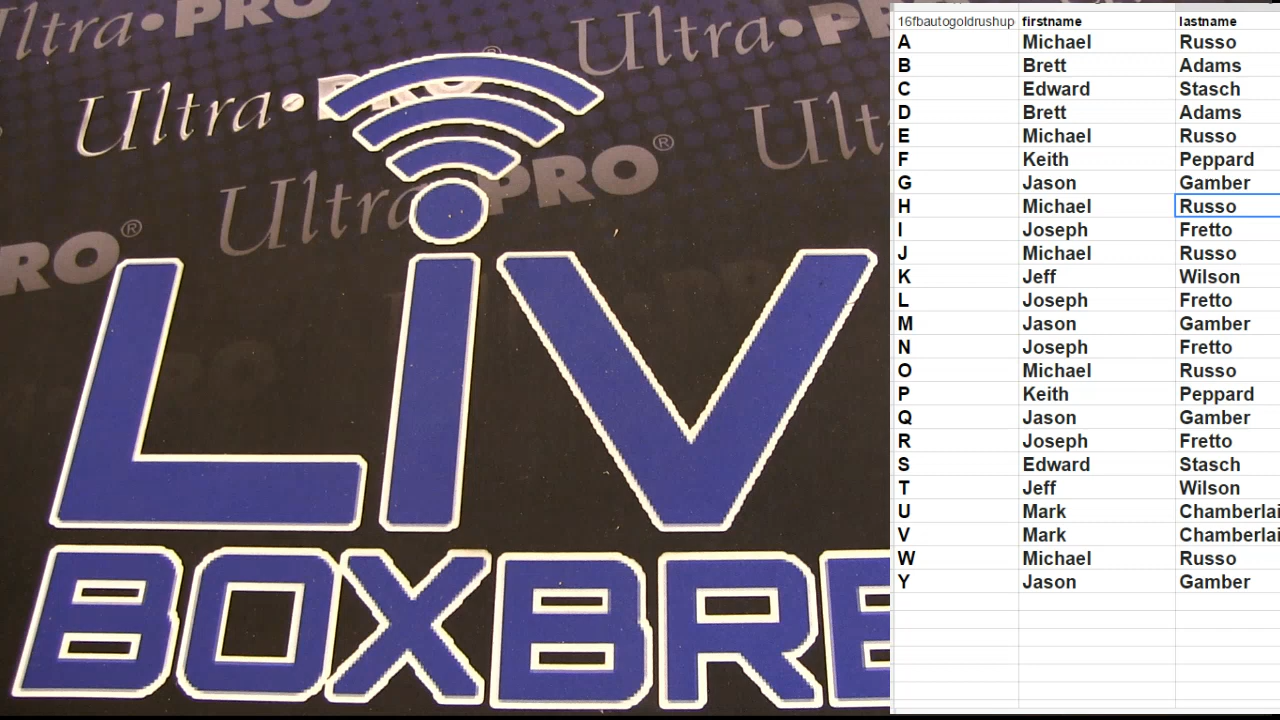 Ultra•PRO
Ultra•PRO®
Ultra•PR
Ultra PRO®
Ult
RO®
LiV
BOXBRE
16fbautogoldrushup firstname lastname
A Michael Russo
B Brett Adams
C Edward Stasch
D Brett Adams
E Michael Russo
F Keith Peppard
G Jason Gamber
H Michael Russo
I Joseph Fretto
J Michael Russo
K Jeff Wilson
L Joseph Fretto
M Jason Gamber
N Joseph Fretto
O Michael Russo
P Keith Peppard
Q Jason Gamber
R Joseph Fretto
S Edward Stasch
T Jeff Wilson
U Mark Chamberlai
V Mark Chamberlai
W Michael Russo
Y Jason Gamber